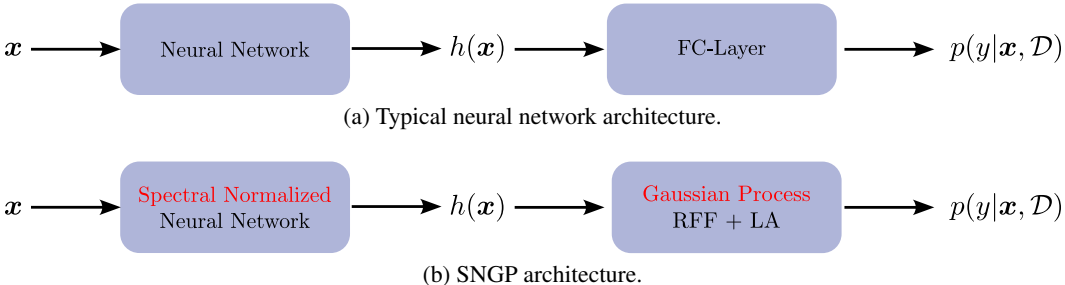 x Neural Network h(x) FC-Layer p(y|x, D)
(a) Typical neural network architecture.
x Spectral Normalized Neural Network h(x) Gaussian Process RFF + LA p(y|x, D)
(b) SNGP architecture.